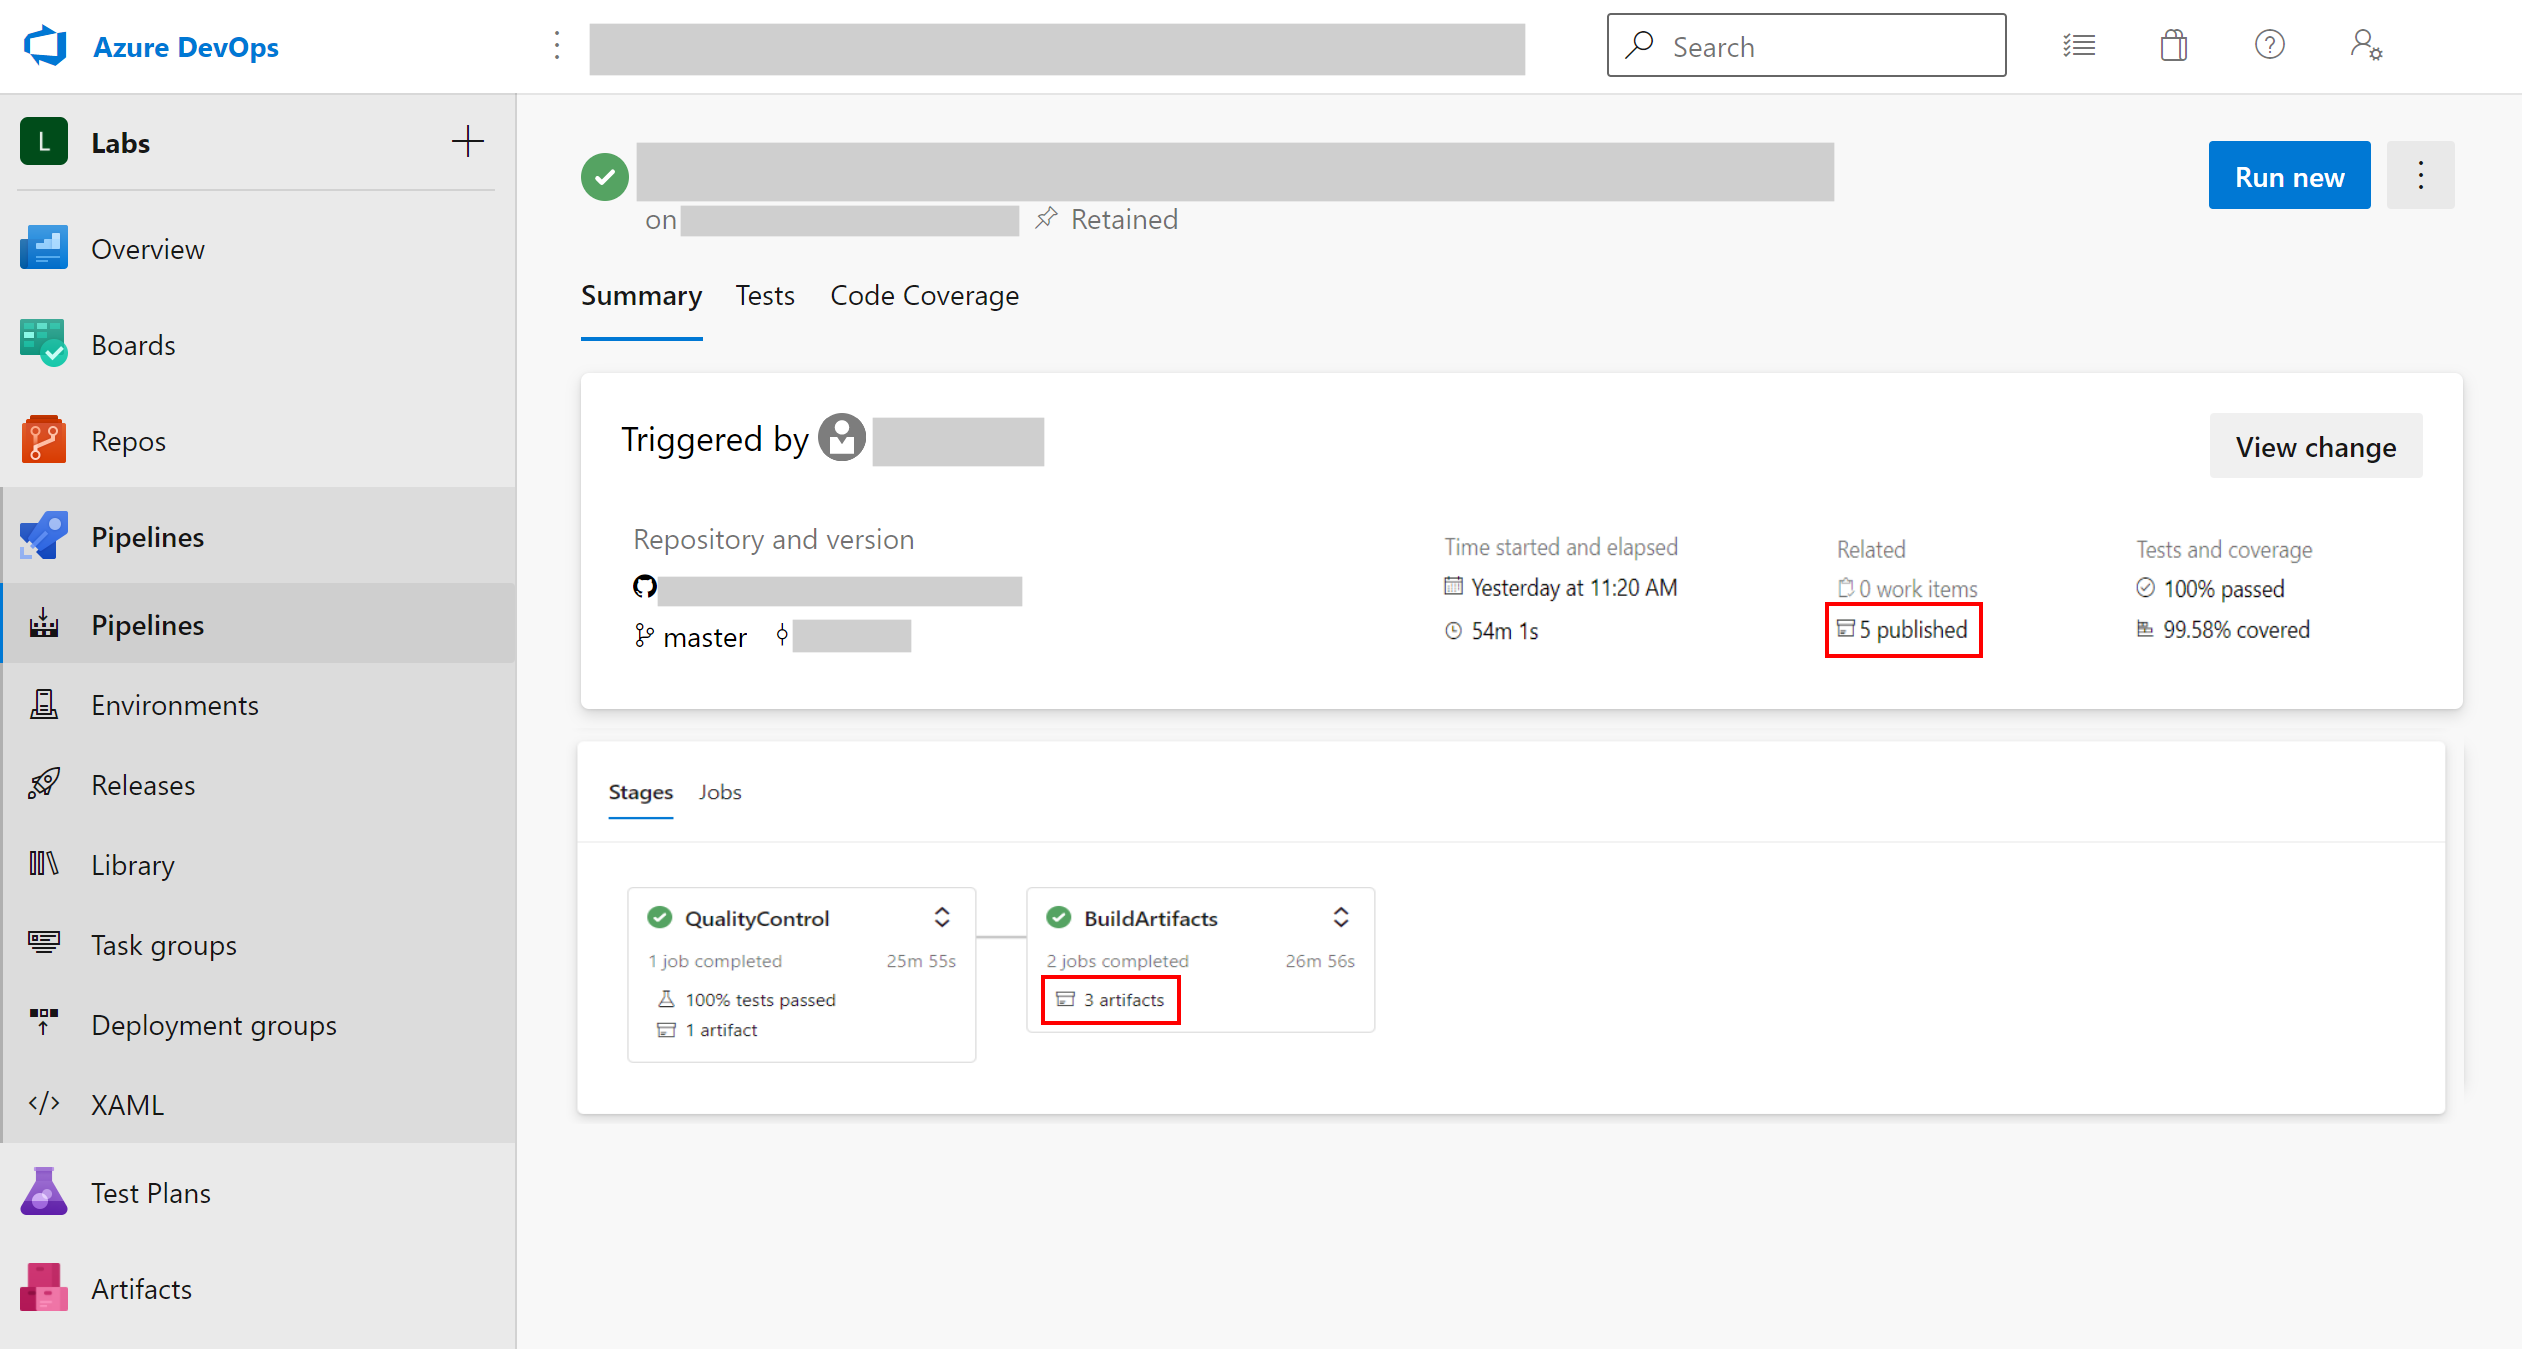 Azure DevOps
Search
L Labs
Overview
Boards
Repos
Pipelines
Pipelines
Environments
Releases
Library
Task groups
Deployment groups
XAML
Test Plans
Artifacts
Run new
on Retained
Summary Tests Code Coverage
Triggered by
View change
Repository and version
master
Time started and elapsed
Yesterday at 11:20 AM
54m 1s
Related
0 work items
5 published
Tests and coverage
100% passed
99.58% covered
Stages Jobs
QualityControl
1 job completed 25m 55s
100% tests passed
1 artifact
BuildArtifacts
2 jobs completed 26m 56s
3 artifacts